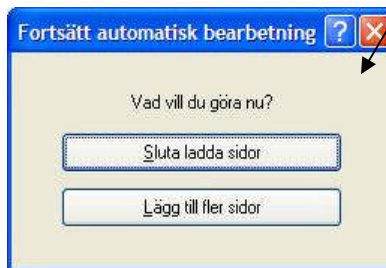 Fortsätt automatisk bearbetning
Vad vill du göra nu?
Sluta ladda sidor
Lägg till fler sidor